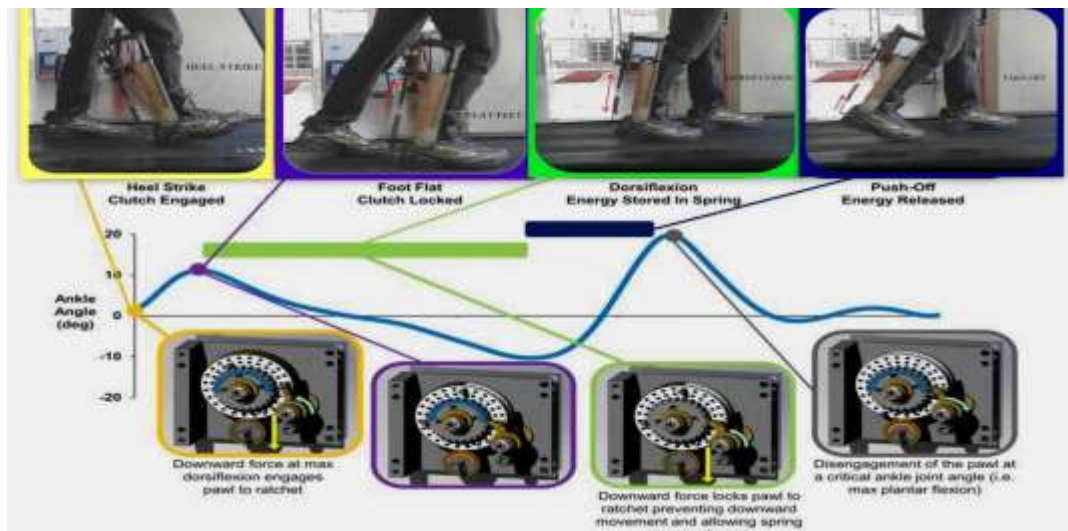 HEEL STRIKE
Heel Strike
Clutch Engaged
Foot Flat
Clutch Locked
Dorsiflexion
Energy Stored In Spring
Push-Off
Energy Released
20
10
0
-10
-20
Ankle
Angle
(deg)
Downward force at max
dorsiflexion engages
pawl to ratchet
Downward force locks pawl to
ratchet preventing downward
movement and allowing spring
Disengagement of the pawl at
a critical ankle joint angle (i.e.
max plantar flexion)